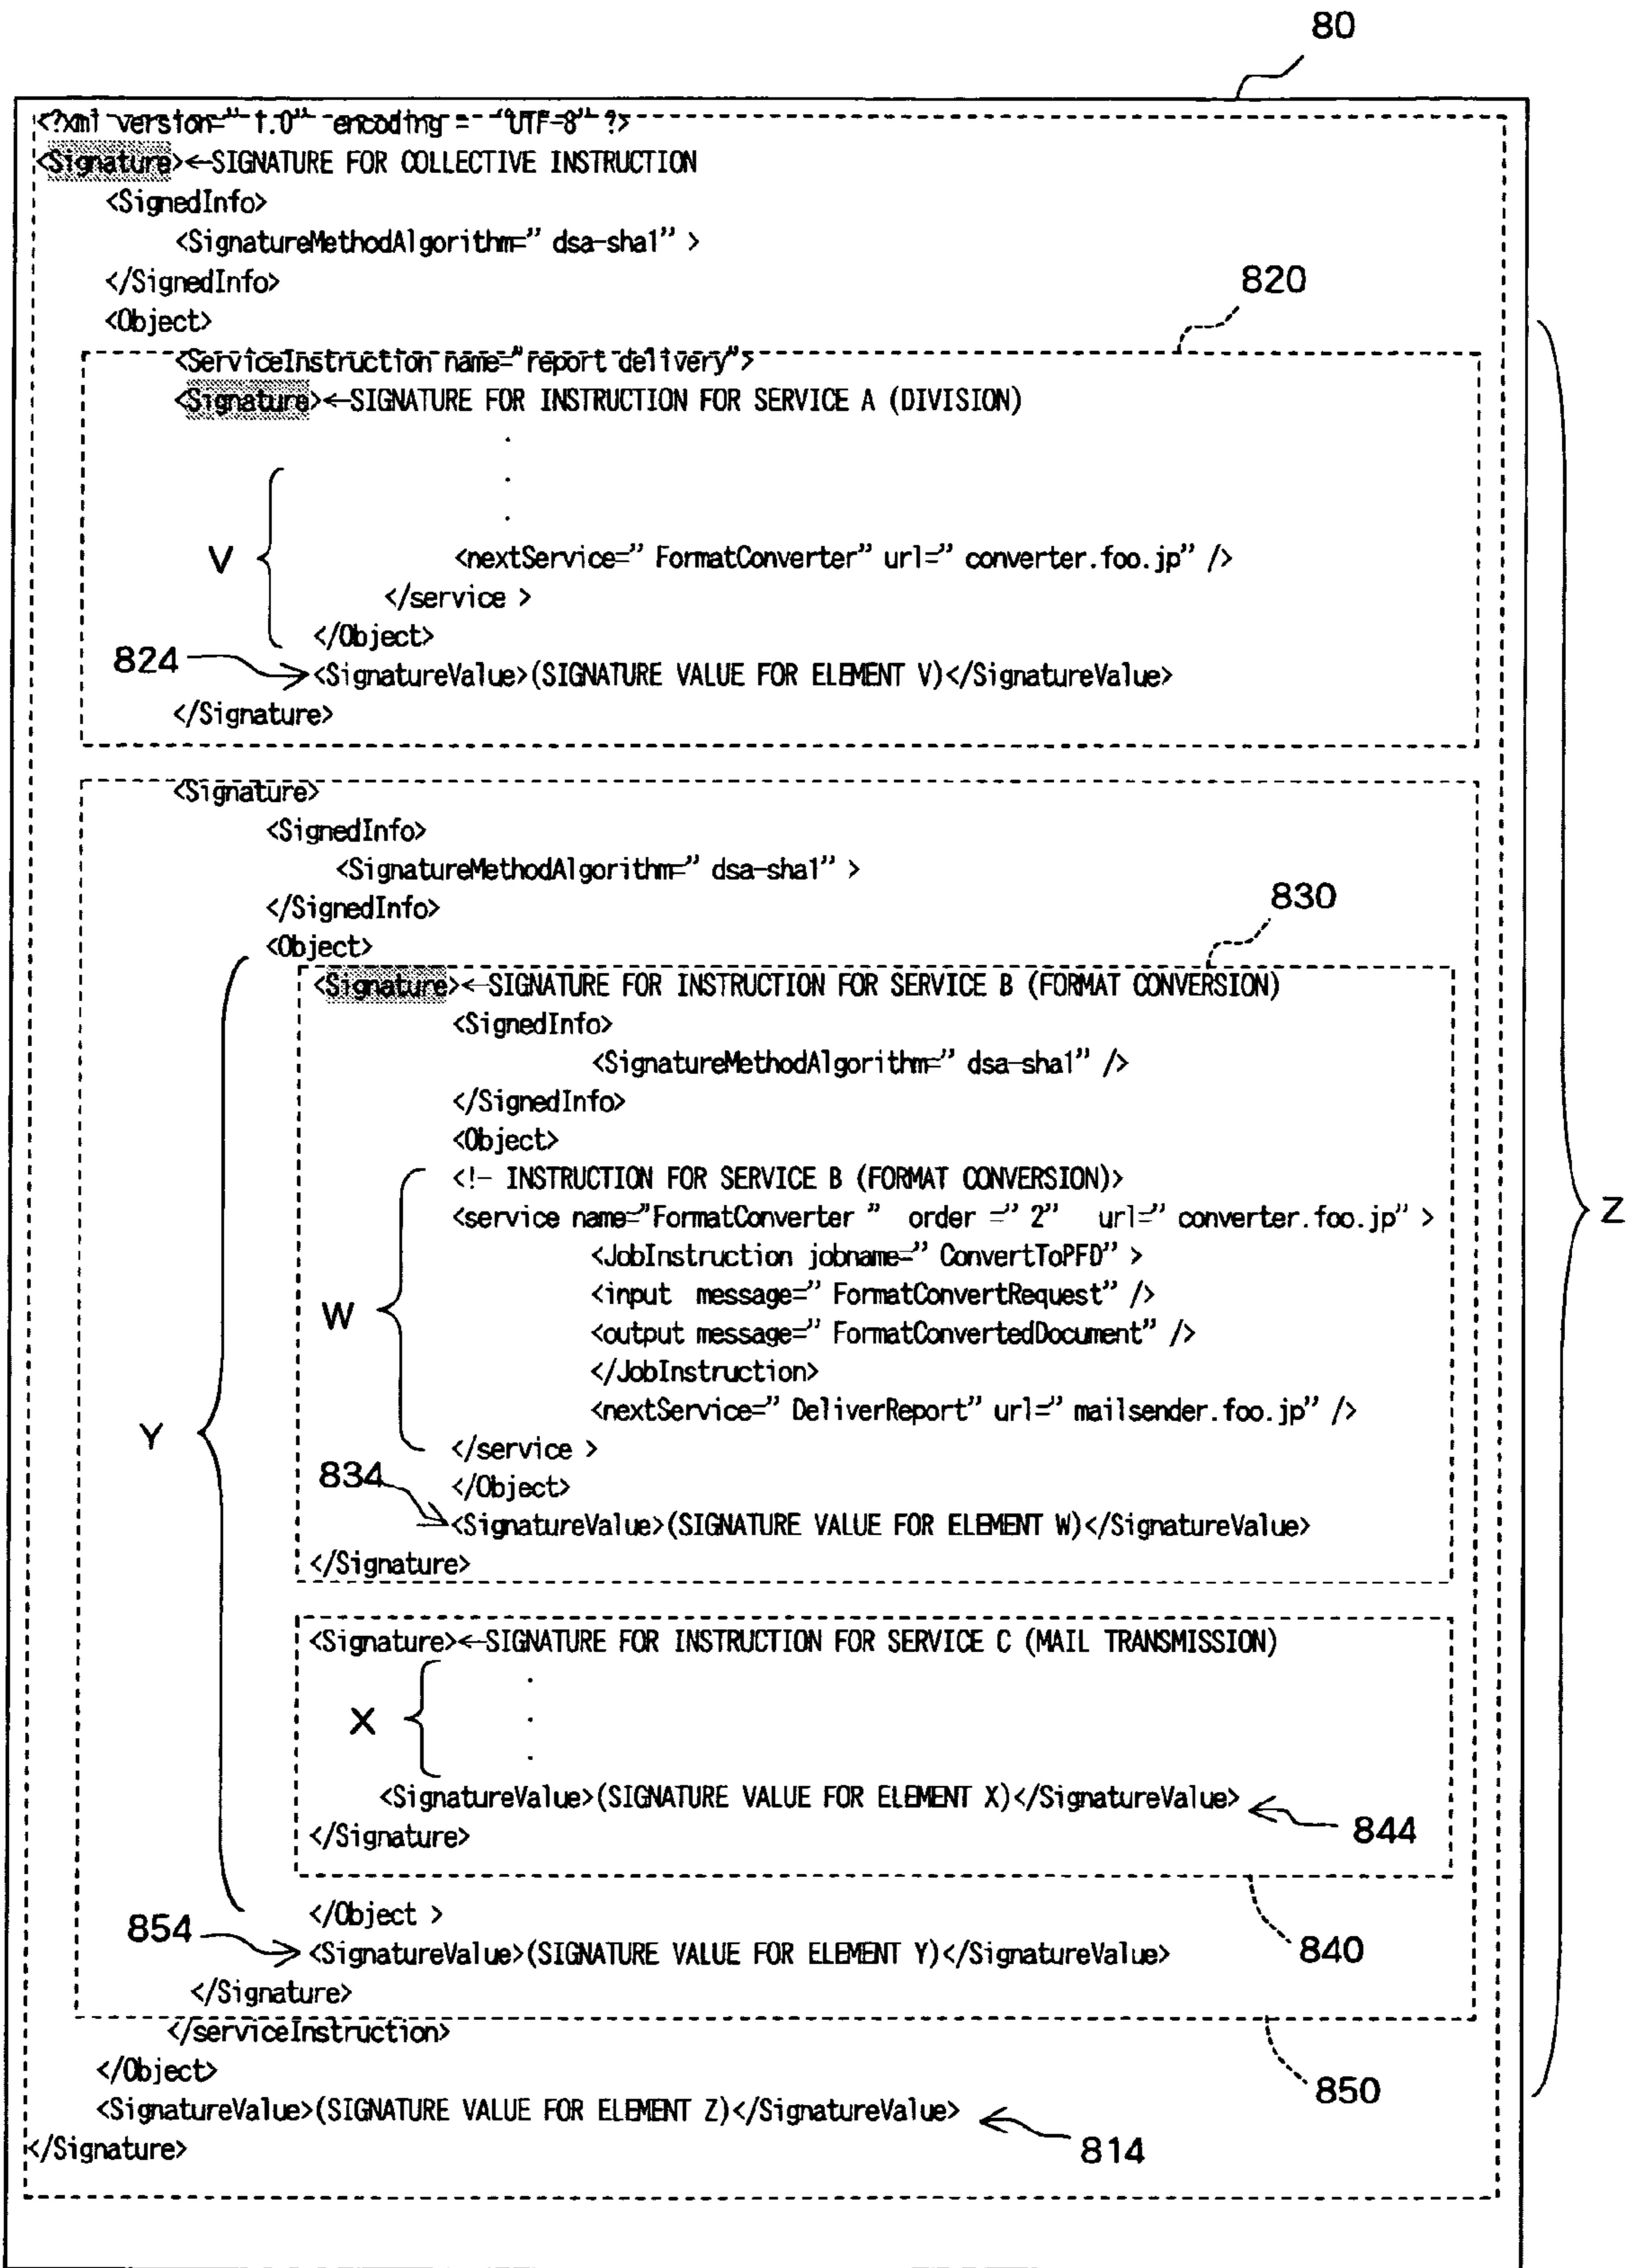 80
<?xml version=" 1.0" encoding = "UTF-8" ?>
<Signature>←SIGNATURE FOR COLLECTIVE INSTRUCTION
<SignedInfo>
<SignatureMethodAlgorithm=" dsa-sha1" >
</SignedInfo>
820
<Object>
<ServiceInstruction name="report delivery">
<Signature>←SIGNATURE FOR INSTRUCTION FOR SERVICE A (DIVISION)
.
.
.
V
<nextService=" FormatConverter" url=" converter.foo.jp" />
</service >
</Object>
824
<SignatureValue>(SIGNATURE VALUE FOR ELEMENT V)</SignatureValue>
</Signature>
<Signature>
<SignedInfo>
<SignatureMethodAlgorithm=" dsa-sha1" >
830
</SignedInfo>
<Object>
<Signature>←SIGNATURE FOR INSTRUCTION FOR SERVICE B (FORMAT CONVERSION)
<SignedInfo>
<SignatureMethodAlgorithm=" dsa-sha1" />
</SignedInfo>
<Object>
<!- INSTRUCTION FOR SERVICE B (FORMAT CONVERSION)>
<service name="FormatConverter " order =" 2" url=" converter.foo.jp" >
Z
<JobInstruction jobname=" ConvertToPFD" >
<input message=" FormatConvertRequest" />
W
<output message=" FormatConvertedDocument" />
</JobInstruction>
<nextService=" DeliverReport" url=" mailsender.foo.jp" />
Y
</service >
834
</Object>
<SignatureValue>(SIGNATURE VALUE FOR ELEMENT W)</SignatureValue>
</Signature>
<Signature>←SIGNATURE FOR INSTRUCTION FOR SERVICE C (MAIL TRANSMISSION)
.
X
.
.
<SignatureValue>(SIGNATURE VALUE FOR ELEMENT X)</SignatureValue>
844
</Signature>
</Object >
854
<SignatureValue>(SIGNATURE VALUE FOR ELEMENT Y)</SignatureValue>
840
</Signature>
</serviceInstruction>
</Object>
850
<SignatureValue>(SIGNATURE VALUE FOR ELEMENT Z)</SignatureValue>
814
</Signature>